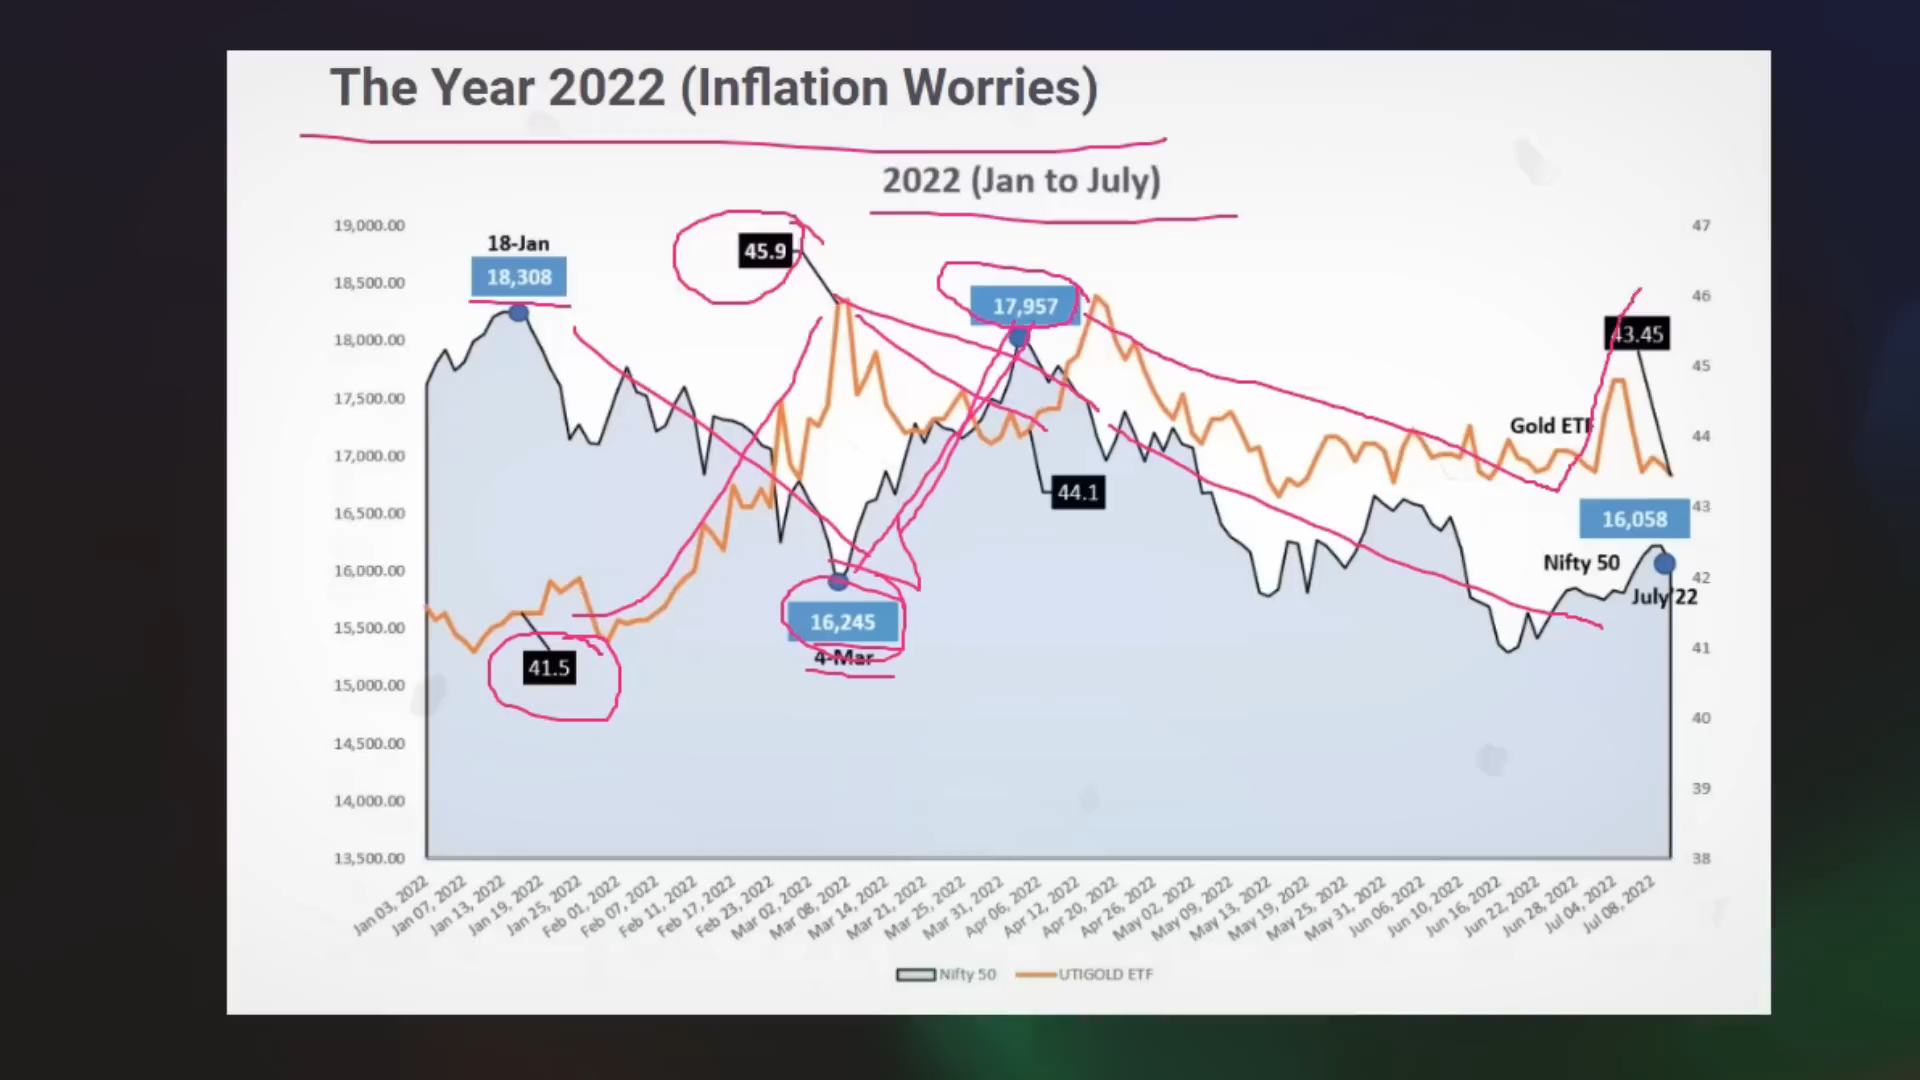 The Year 2022 (Inflation Worries)
2022 (Jan to July)
19,000.00
18,500.00
18,000.00
17,500.00
17,000.00
16,500.00
16,000.00
15,500.00
15,000.00
14,500.00
14,000.00
13,500.00
47
46
45
44
43
42
41
40
39
38
18-Jan
18,308
45.9
17,957
43.45
Gold ETF
44.1
16,058
Nifty 50
July'22
16,245
4-Mar
41.5
Jan 03, 2022
Jan 07, 2022
Jan 13, 2022
Jan 19, 2022
Jan 25, 2022
Feb 01, 2022
Feb 07, 2022
Feb 11, 2022
Feb 17, 2022
Feb 23, 2022
Mar 02, 2022
Mar 08, 2022
Mar 14, 2022
Mar 21, 2022
Mar 25, 2022
Mar 31, 2022
Apr 06, 2022
Apr 12, 2022
Apr 20, 2022
Apr 26, 2022
May 02, 2022
May 09, 2022
May 13, 2022
May 19, 2022
May 25, 2022
May 31, 2022
Jun 06, 2022
Jun 10, 2022
Jun 16, 2022
Jun 22, 2022
Jun 28, 2022
Jul 04, 2022
Jul 08, 2022
Nifty 50
UTIGOLD ETF